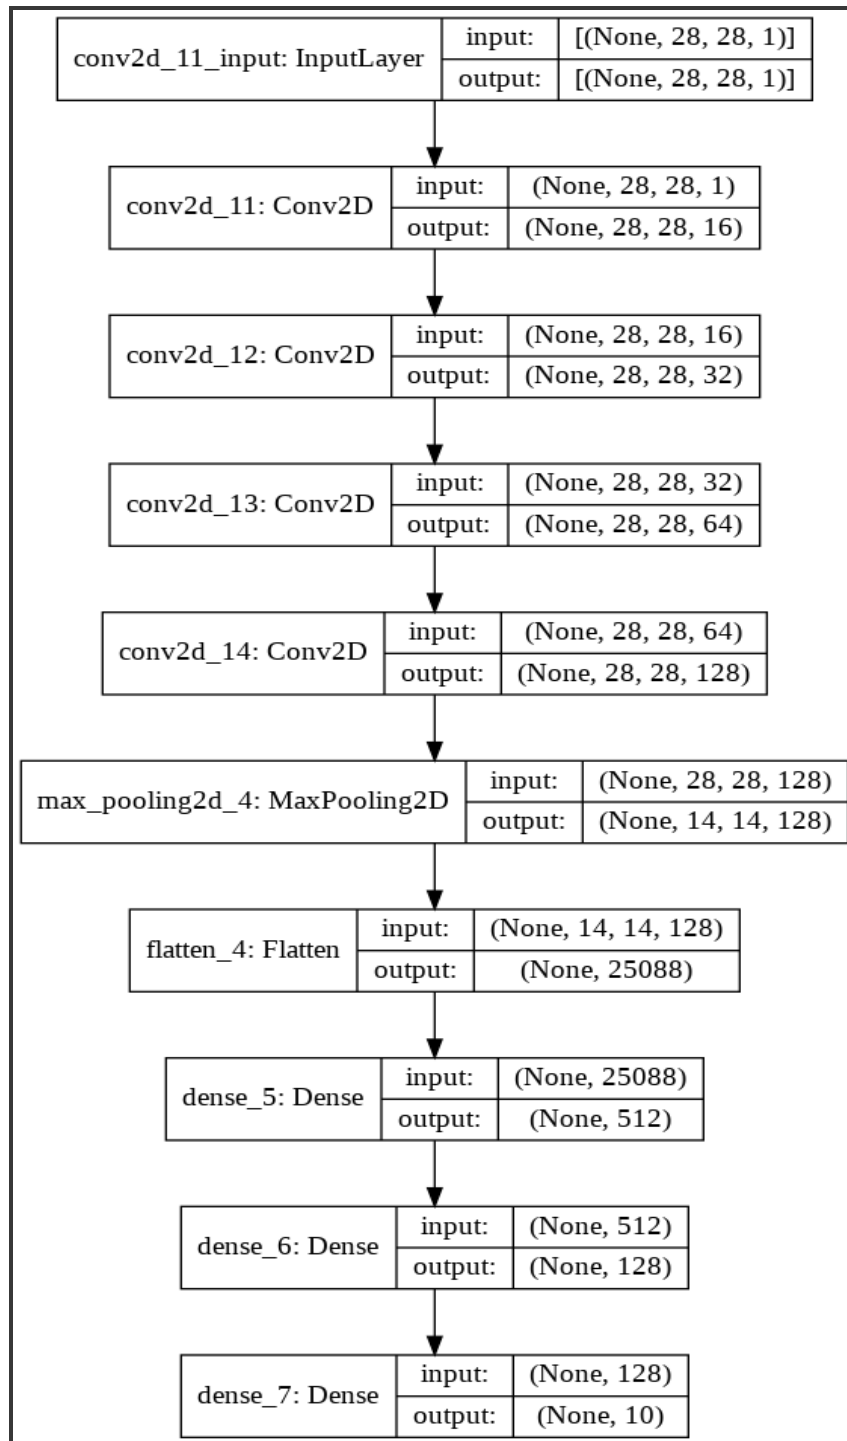 conv2d_11_input: InputLayer
input: [(None, 28, 28, 1)]
output: [(None, 28, 28, 1)]
conv2d_11: Conv2D
input: (None, 28, 28, 1)
output: (None, 28, 28, 16)
conv2d_12: Conv2D
input: (None, 28, 28, 16)
output: (None, 28, 28, 32)
conv2d_13: Conv2D
input: (None, 28, 28, 32)
output: (None, 28, 28, 64)
conv2d_14: Conv2D
input: (None, 28, 28, 64)
output: (None, 28, 28, 128)
max_pooling2d_4: MaxPooling2D
input: (None, 28, 28, 128)
output: (None, 14, 14, 128)
flatten_4: Flatten
input: (None, 14, 14, 128)
output: (None, 25088)
dense_5: Dense
input: (None, 25088)
output: (None, 512)
dense_6: Dense
input: (None, 512)
output: (None, 128)
dense_7: Dense
input: (None, 128)
output: (None, 10)